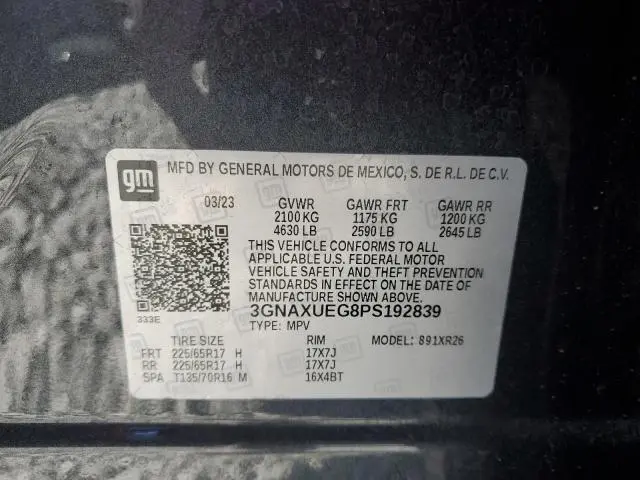 gm MFD BY GENERAL MOTORS DE MEXICO, S. DE R.L. DE C.V.
03/23 GVWR GAWR FRT GAWR RR
2100 KG 1175 KG 1200 KG
4630 LB 2590 LB 2645 LB
THIS VEHICLE CONFORMS TO ALL
APPLICABLE U.S. FEDERAL MOTOR
VEHICLE SAFETY AND THEFT PREVENTION
STANDARDS IN EFFECT ON THE DATE OF
MANUFACTURE SHOWN ABOVE.
333E 3GNAXUEG8PS192839
TYPE: MPV
TIRE SIZE RIM MODEL: 891XR26
FRT 225/65R17 H 17X7J
RR 225/65R17 H 17X7J
SPA T135/70R16 M 16X4BT